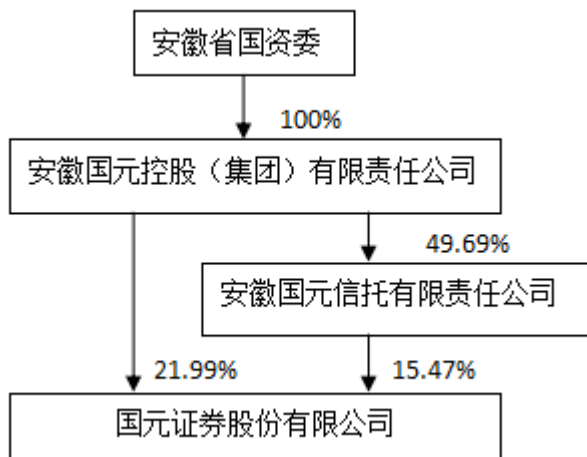 安徽省国资委
100%
安徽国元控股（集团）有限责任公司
49.69%
安徽国元信托有限责任公司
21.99%
15.47%
国元证券股份有限公司